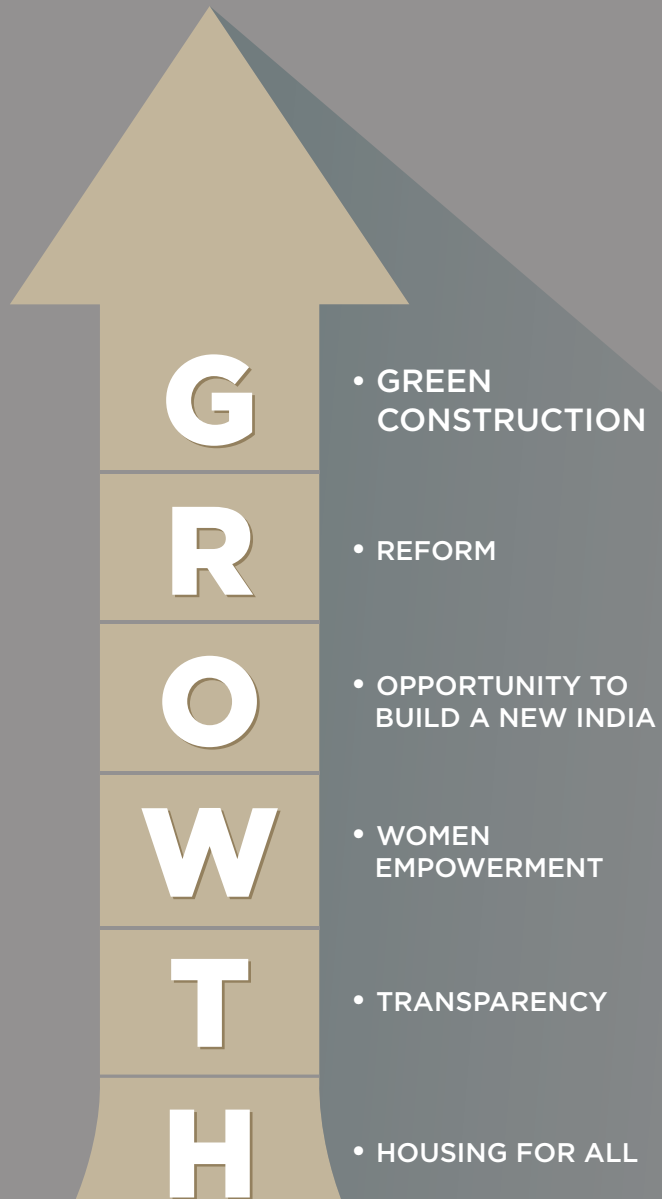 G
• GREEN
CONSTRUCTION
R
• REFORM
O
• OPPORTUNITY TO
BUILD A NEW INDIA
W
• WOMEN
EMPOWERMENT
T
• TRANSPARENCY
H
• HOUSING FOR ALL